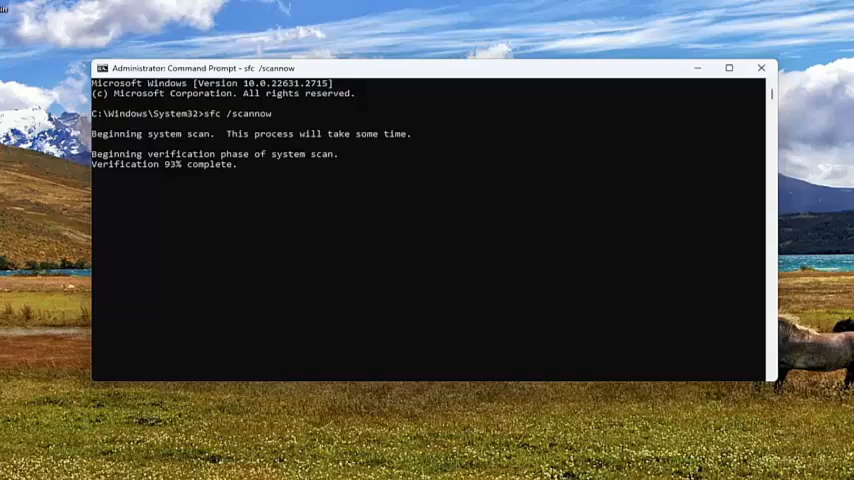 Administrator: Command Prompt - sfc /scannow
Microsoft Windows [Version 10.0.22631.2715]
(c) Microsoft Corporation. All rights reserved.
C:\Windows\System32>sfc /scannow
Beginning system scan.  This process will take some time.
Beginning verification phase of system scan.
Verification 93% complete.